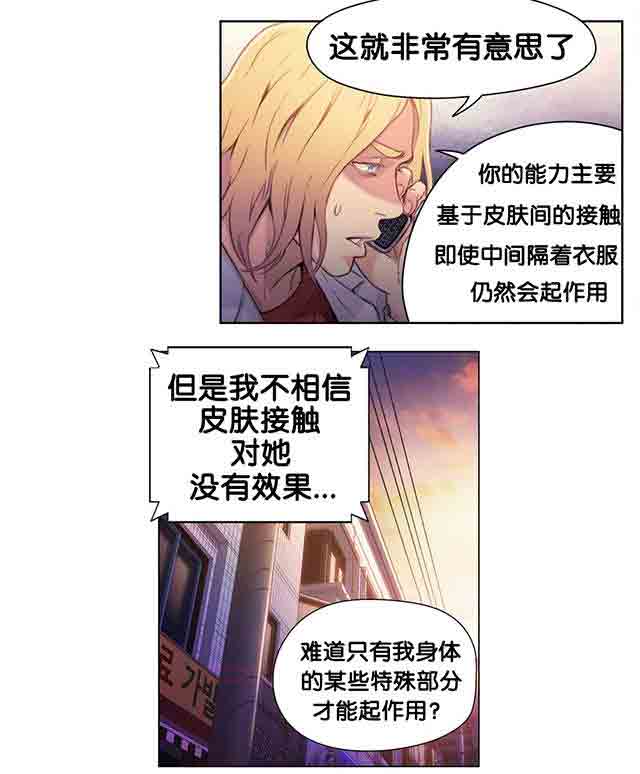 这就非常有意思了
你的能力主要
基于皮肤间的接触
即使中间隔着衣服
仍然会起作用
但是我不相信
皮肤接触
对她
没有效果...
难道只有我身体
的某些特殊部分
才能起作用?
료 가발